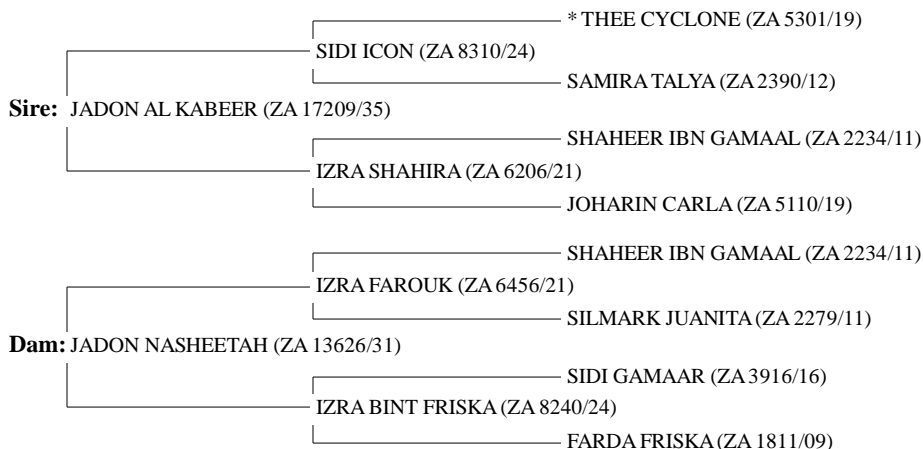 * THEE CYCLONE (ZA 5301/19)
SIDI ICON (ZA 8310/24)
SAMIRA TALYA (ZA 2390/12)
Sire: JADON AL KABEER (ZA 17209/35)
SHAHEER IBN GAMAAL (ZA 2234/11)
IZRA SHAHIRA (ZA 6206/21)
JOHARIN CARLA (ZA 5110/19)
SHAHEER IBN GAMAAL (ZA 2234/11)
IZRA FAROUK (ZA 6456/21)
SILMARK JUANITA (ZA 2279/11)
Dam: JADON NASHEETAH (ZA 13626/31)
SIDI GAMAAR (ZA 3916/16)
IZRA BINT FRISKA (ZA 8240/24)
FARDA FRISKA (ZA 1811/09)